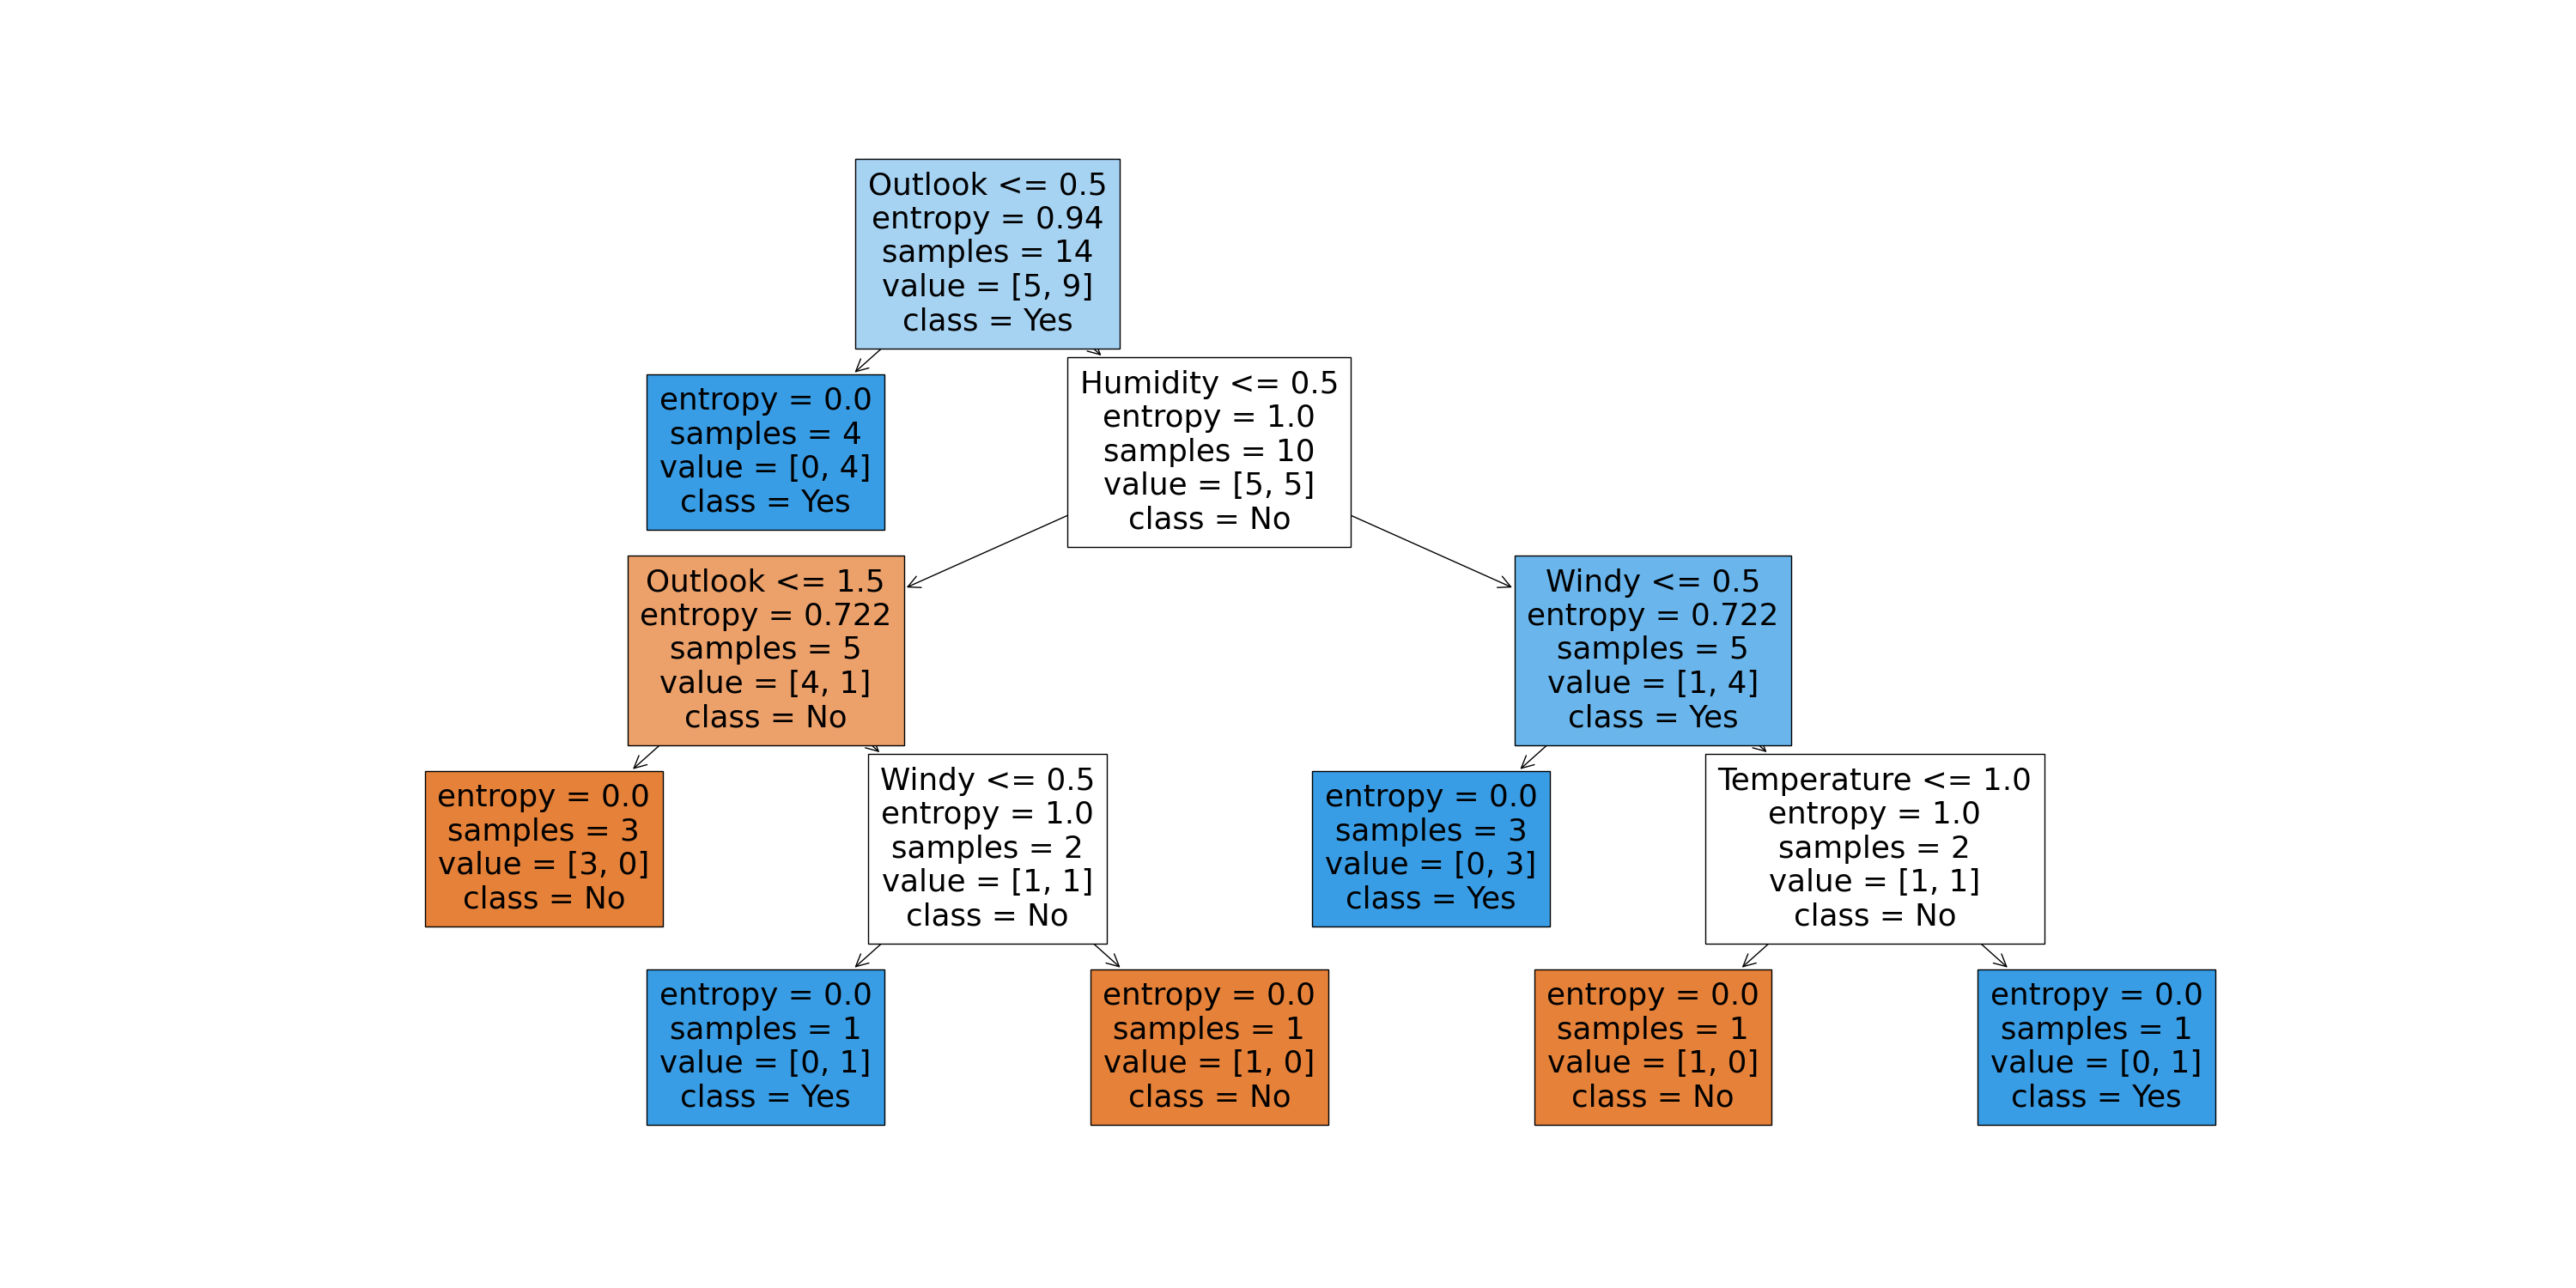 Outlook <= 0.5
entropy = 0.94
samples = 14
value = [5, 9]
class = Yes
entropy = 0.0
samples = 4
value = [0, 4]
class = Yes
Humidity <= 0.5
entropy = 1.0
samples = 10
value = [5, 5]
class = No
Outlook <= 1.5
entropy = 0.722
samples = 5
value = [4, 1]
class = No
Windy <= 0.5
entropy = 0.722
samples = 5
value = [1, 4]
class = Yes
entropy = 0.0
samples = 3
value = [3, 0]
class = No
Windy <= 0.5
entropy = 1.0
samples = 2
value = [1, 1]
class = No
entropy = 0.0
samples = 3
value = [0, 3]
class = Yes
Temperature <= 1.0
entropy = 1.0
samples = 2
value = [1, 1]
class = No
entropy = 0.0
samples = 1
value = [0, 1]
class = Yes
entropy = 0.0
samples = 1
value = [1, 0]
class = No
entropy = 0.0
samples = 1
value = [1, 0]
class = No
entropy = 0.0
samples = 1
value = [0, 1]
class = Yes